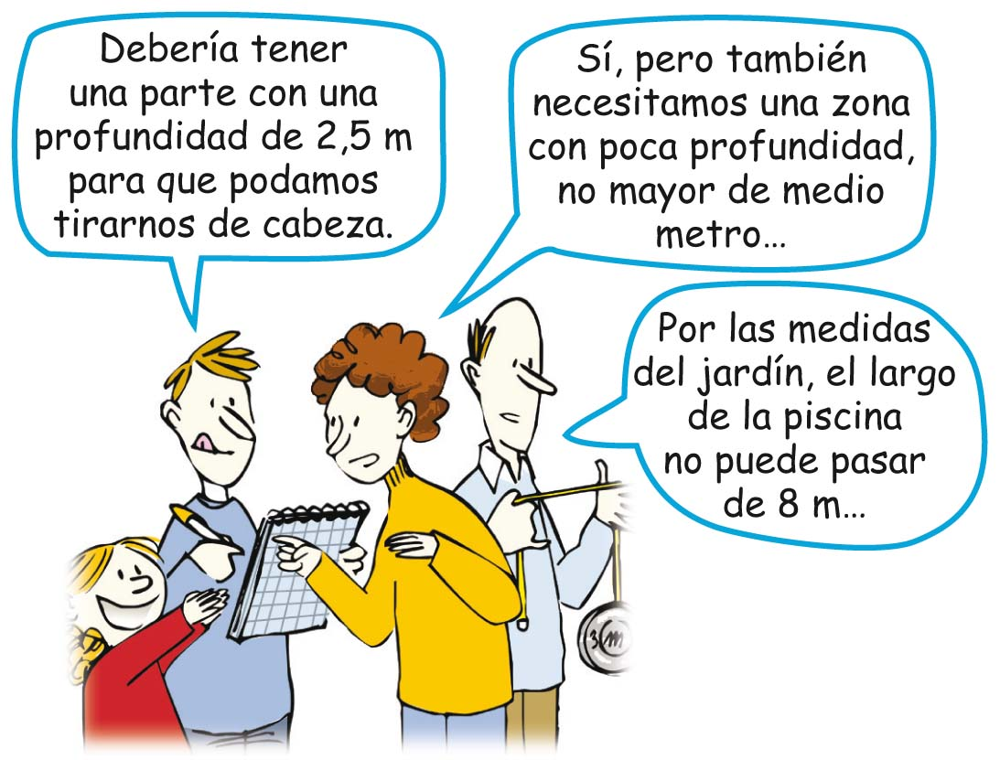 Debería tener
una parte con una
profundidad de 2,5 m
para que podamos
tirarnos de cabeza.
Sí, pero también
necesitamos una zona
con poca profundidad,
no mayor de medio
metro...
Por las medidas
del jardín, el largo
de la piscina
no puede pasar
de 8 m...
3 m